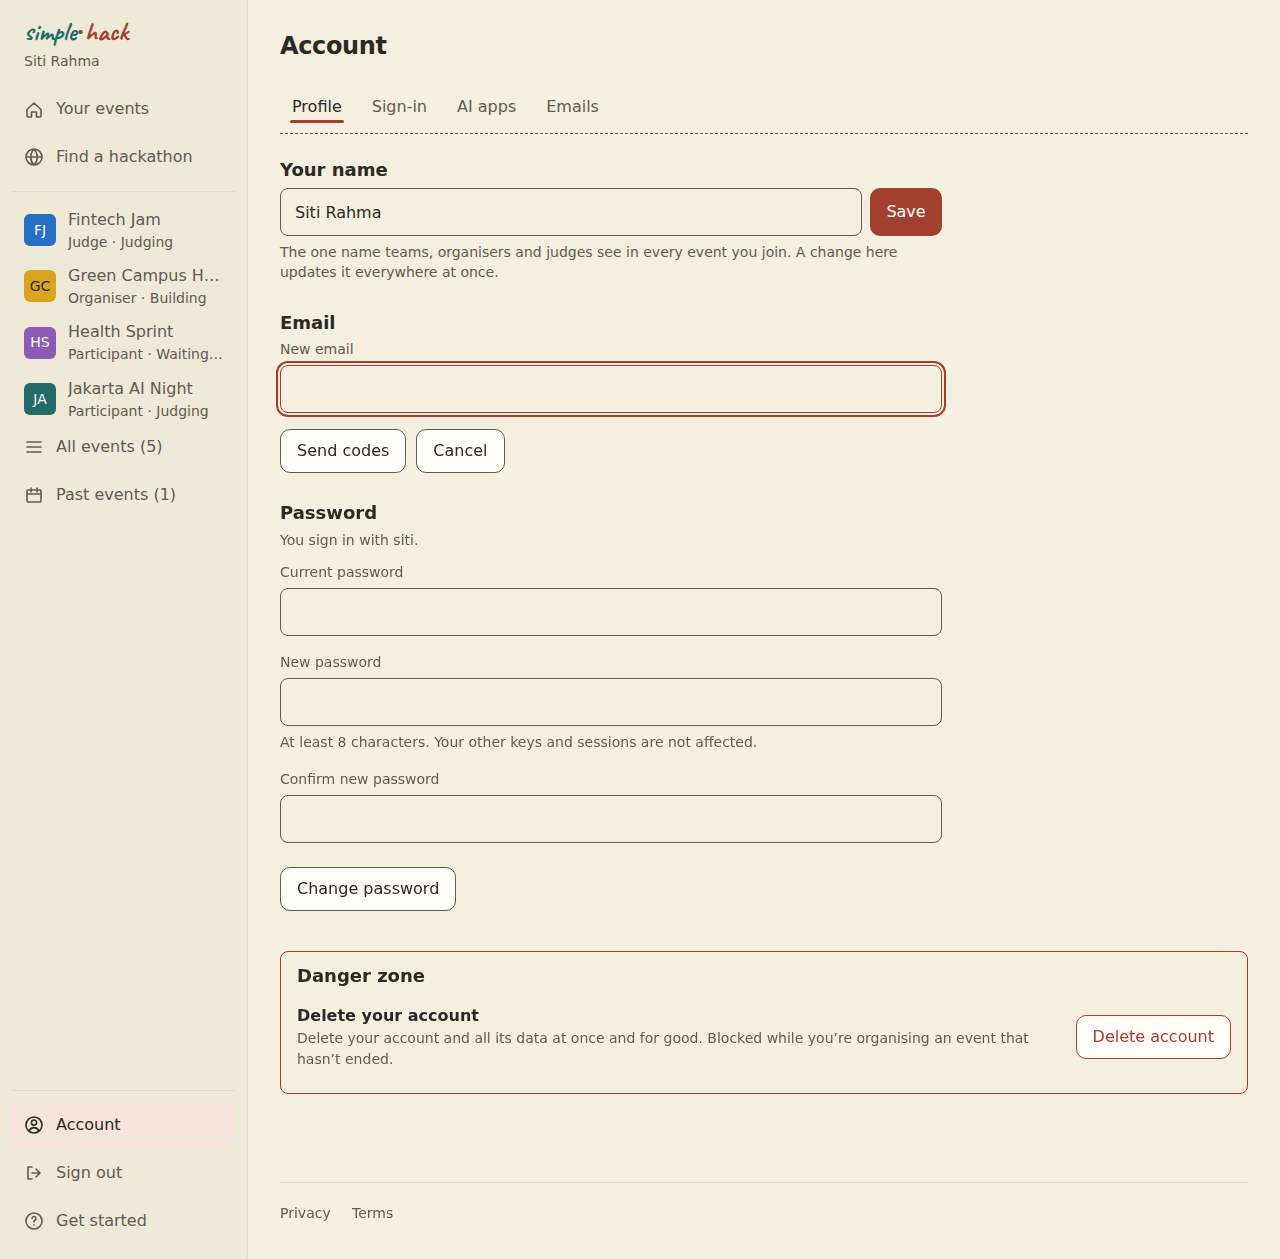 simple·hack
Siti Rahma
Your events
Find a hackathon
FJ
Fintech Jam
Judge · Judging
GC
Green Campus H…
Organiser · Building
HS
Health Sprint
Participant · Waiting…
JA
Jakarta AI Night
Participant · Judging
All events (5)
Past events (1)
Account
Sign out
Get started
Account
Profile
Sign-in
AI apps
Emails
Your name
Siti Rahma
Save
The one name teams, organisers and judges see in every event you join. A change here
updates it everywhere at once.
Email
New email
Send codes
Cancel
Password
You sign in with siti.
Current password
New password
At least 8 characters. Your other keys and sessions are not affected.
Confirm new password
Change password
Danger zone
Delete your account
Delete your account and all its data at once and for good. Blocked while you’re organising an event that
hasn’t ended.
Delete account
Privacy
Terms